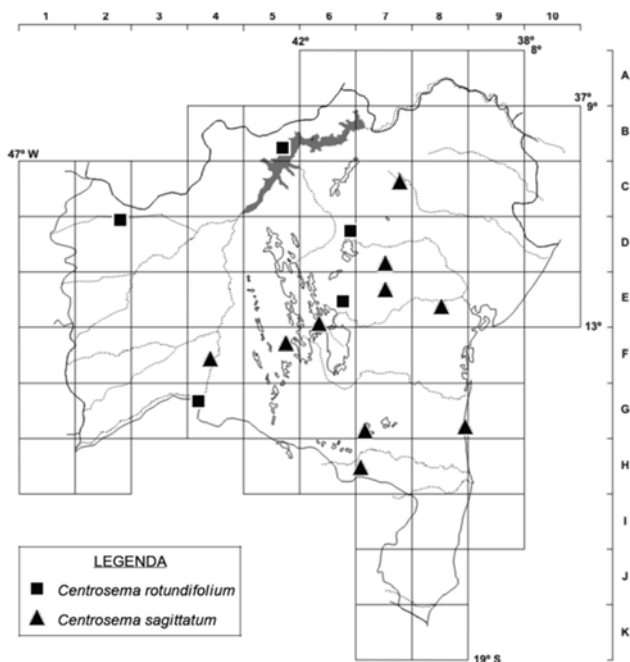 1 2 3 4 5 6 7 8 9 10
42° 38°
8°
A
37°
9°
B
47° W
C
D
E
13°
F
G
H
I
LEGENDA
Centrosema rotundifolium
J
Centrosema sagittatum
K
19° S